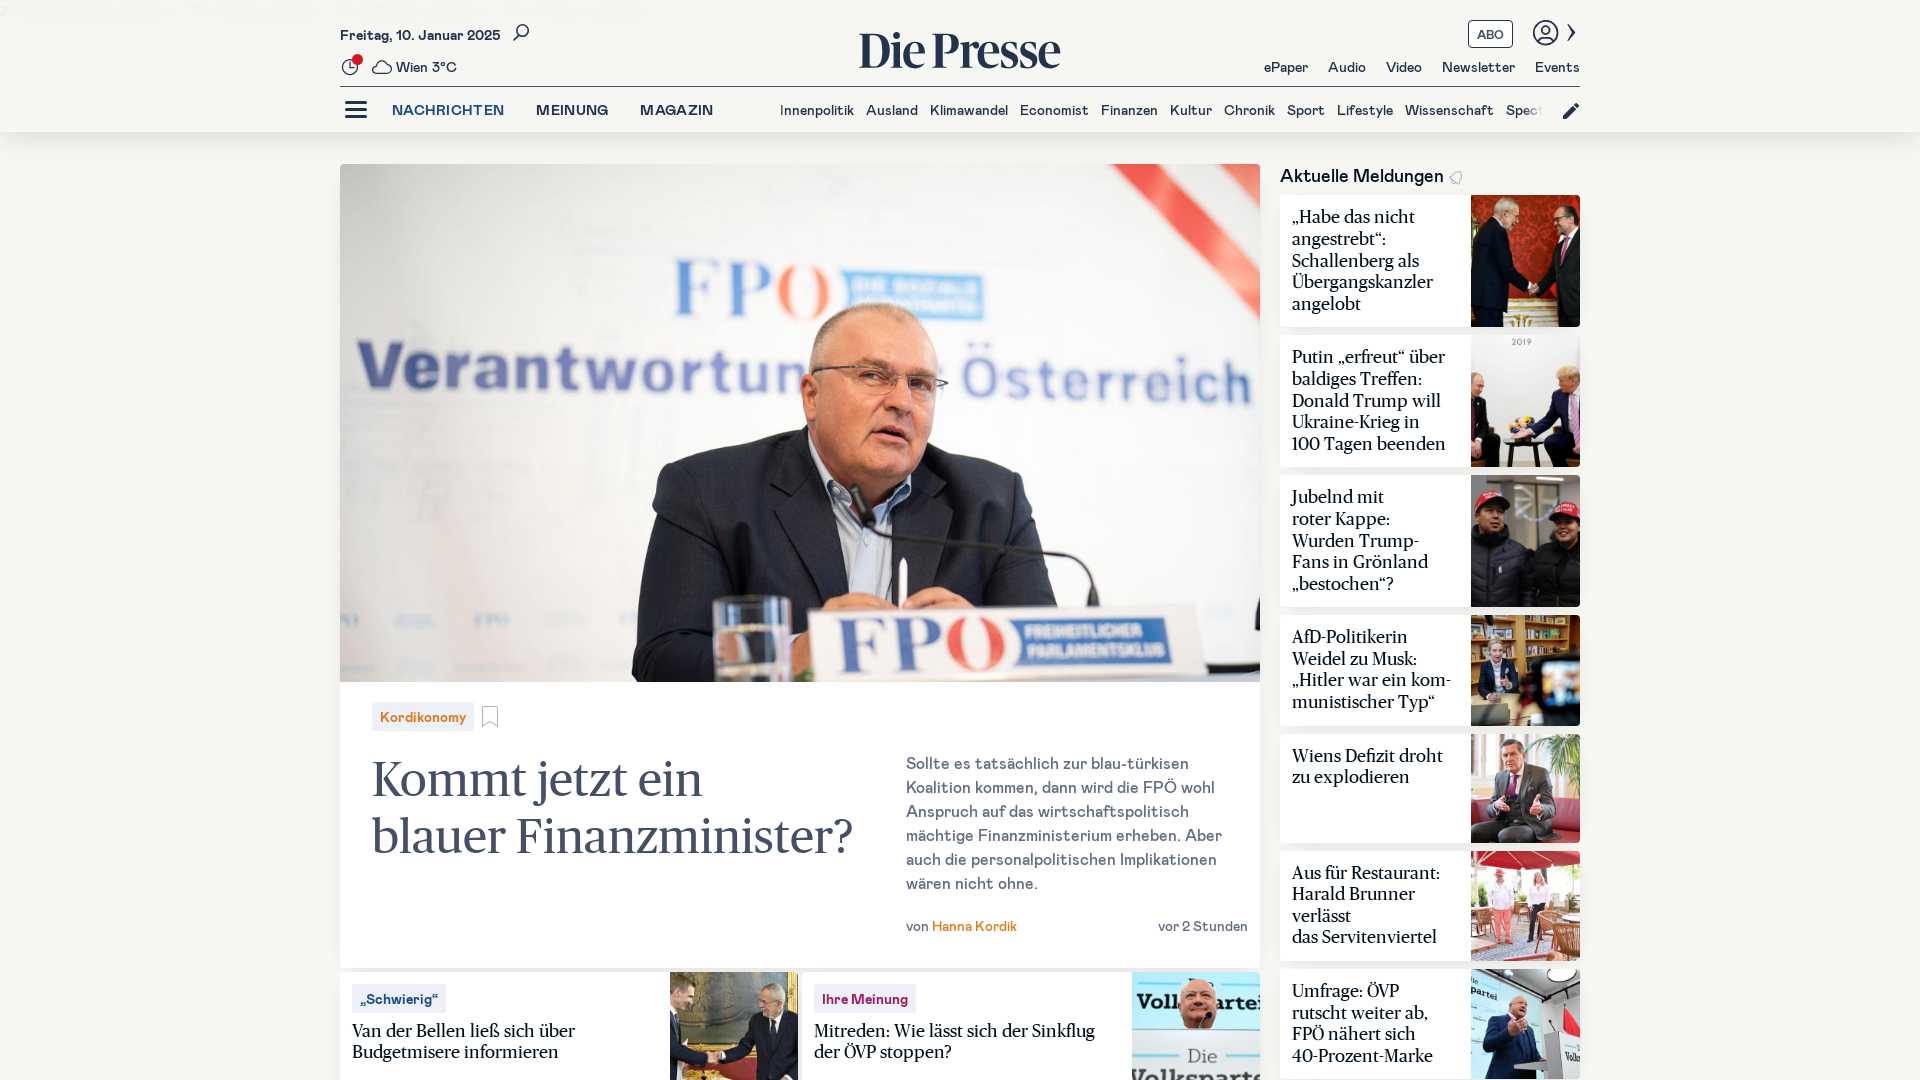 Freitag, 10. Januar 2025
Wien 3°C
Die Presse
ABO
ePaper Audio Video Newsletter Events
NACHRICHTEN MEINUNG MAGAZIN
Innenpolitik Ausland Klimawandel Economist Finanzen Kultur Chronik Sport Lifestyle Wissenschaft
FPÖ DIE SOZIALE
Verantwortung Österreich
FPÖ FREIHEITLICHER
PARLAMENTSKLUB
Kordikonomy
Kommt jetzt ein
blauer Finanzminister?
Sollte es tatsächlich zur blau-türkisen
Koalition kommen, dann wird die FPÖ wohl
Anspruch auf das wirtschaftspolitisch
mächtige Finanzministerium erheben. Aber
auch die personalpolitischen Implikationen
wären nicht ohne.
von Hanna Kordik
vor 2 Stunden
„Schwierig“
Van der Bellen ließ sich über
Budgetmisere informieren
Ihre Meinung
Mitreden: Wie lässt sich der Sinkflug
der ÖVP stoppen?
Die
Volkspartei
Aktuelle Meldungen
„Habe das nicht
angestrebt“:
Schallenberg als
Übergangskanzler
angelobt
Putin „erfreut“ über
baldiges Treffen:
Donald Trump will
Ukraine-Krieg in
100 Tagen beenden
2019
Jubelnd mit
roter Kappe:
Wurden Trump-
Fans in Grönland
„bestochen“?
AfD-Politikerin
Weidel zu Musk:
„Hitler war ein kom-
munistischer Typ“
Wiens Defizit droht
zu explodieren
Aus für Restaurant:
Harald Brunner
verlässt
das Servitenviertel
Umfrage: ÖVP
rutscht weiter ab,
FPÖ nähert sich
40-Prozent-Marke